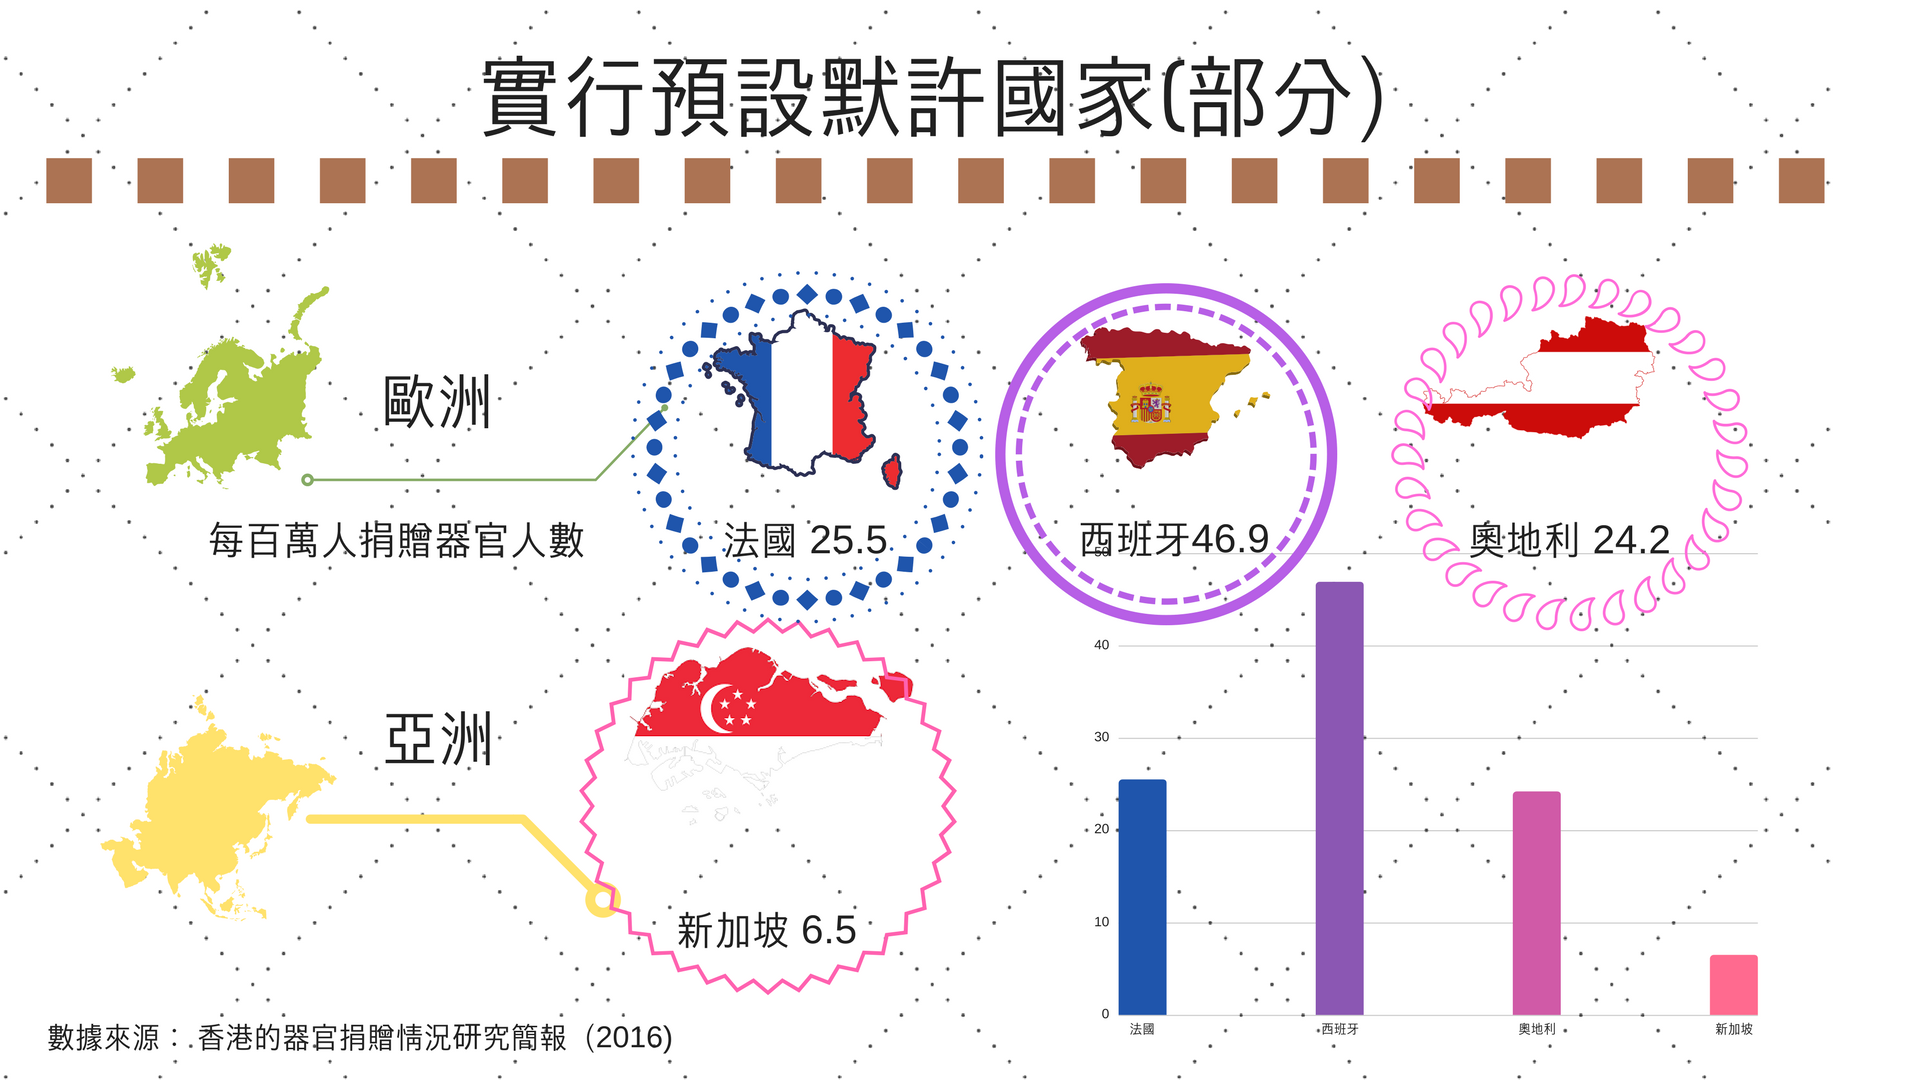 實行預設默許國家(部分)
歐洲
每百萬人捐贈器官人數
法國 25.5
西班牙46.9
奧地利 24.2
亞洲
新加坡 6.5
50
40
30
20
10
0
法國
西班牙
奧地利
新加坡
數據來源： 香港的器官捐贈情況研究簡報（2016)